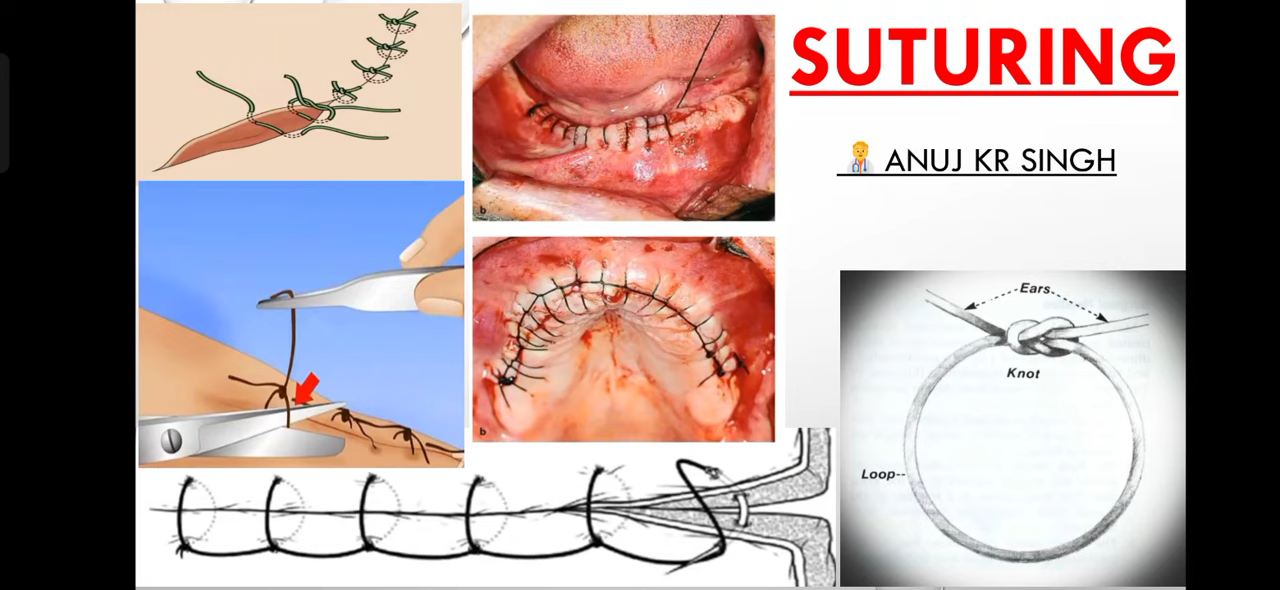 SUTURING
ANUJ KR SINGH
b
b
Ears
Knot
Loop--